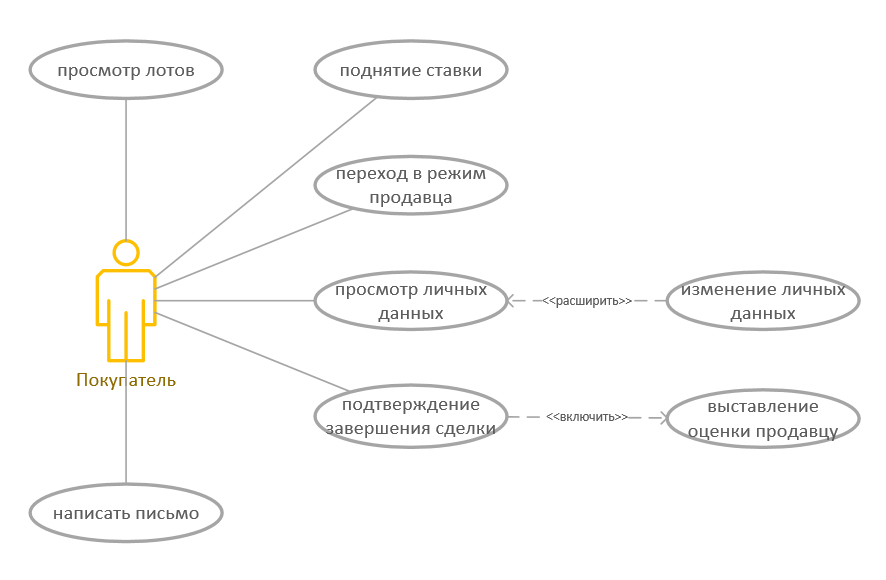 просмотр лотов
поднятие ставки
переход в режим
продавца
просмотр личных
данных
<<расширить>>
изменение личных
данных
Покупатель
подтверждение
завершения сделки
<<включить>>
выставление
оценки продавцу
написать письмо